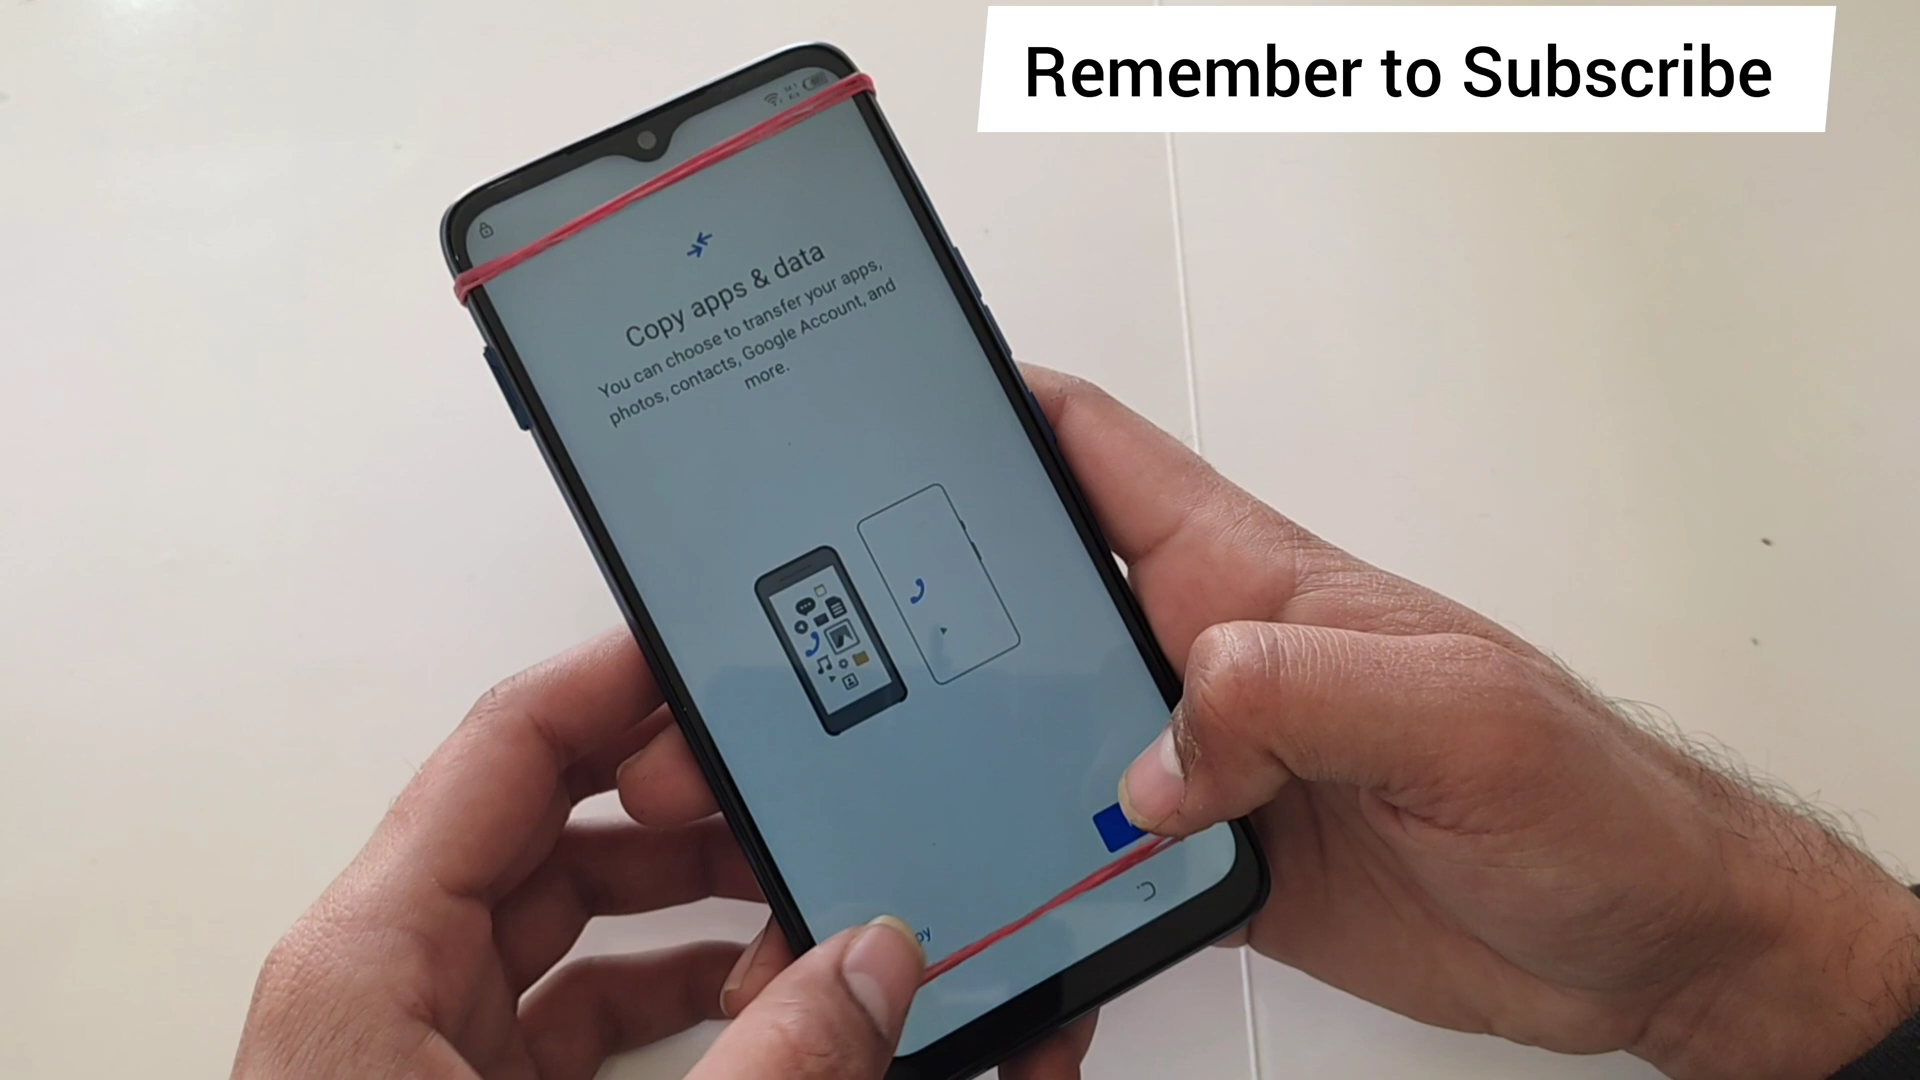 Remember to Subscribe
Copy apps & data
You can choose to transfer your apps,
photos, contacts, Google Account, and
more.